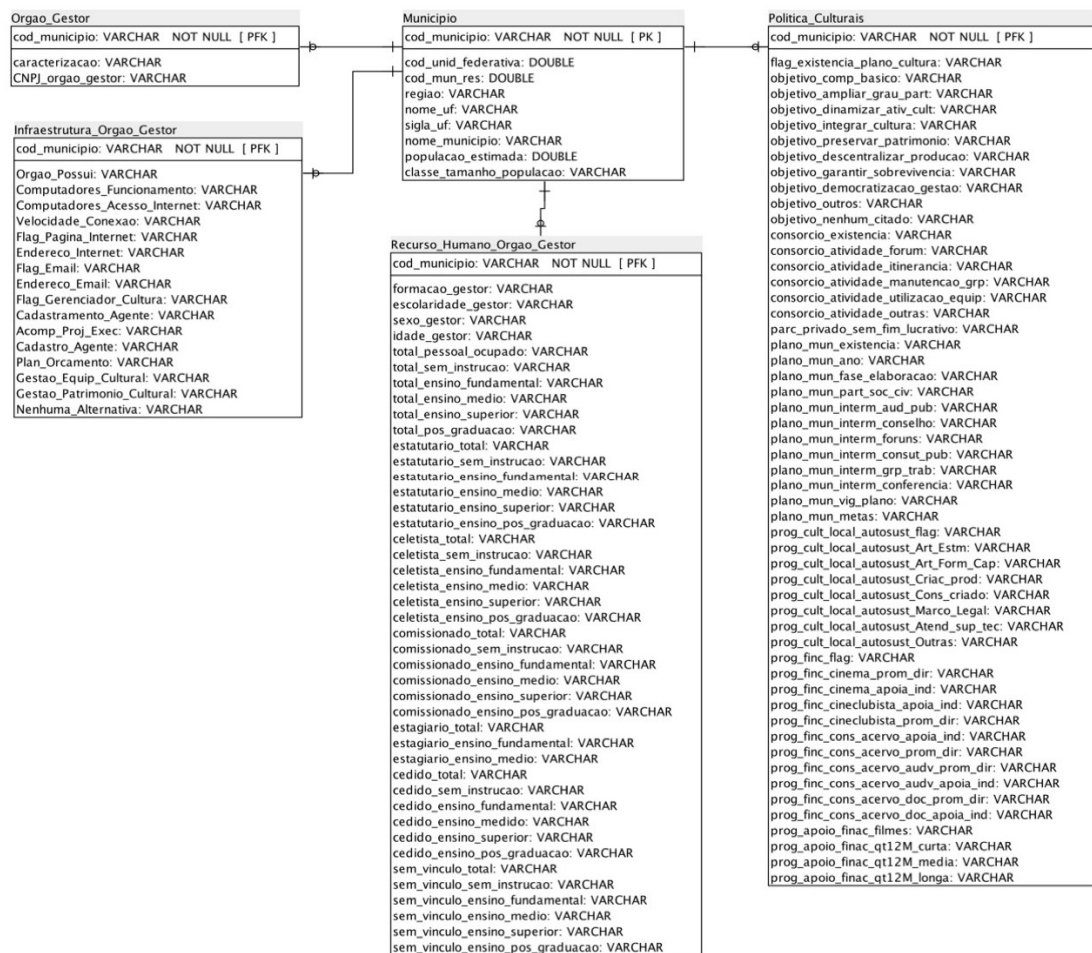 Orgao_Gestor
cod_municipio: VARCHAR NOT NULL [ PFK ]
caracterizacao: VARCHAR
CNPJ_orgao_gestor: VARCHAR
Infraestrutura_Orgao_Gestor
cod_municipio: VARCHAR NOT NULL [ PFK ]
Orgao_Possui: VARCHAR
Computadores_Funcionamento: VARCHAR
Computadores_Acesso_Internet: VARCHAR
Velocidade_Conexao: VARCHAR
Flag_Pagina_Internet: VARCHAR
Endereco_Internet: VARCHAR
Flag_Email: VARCHAR
Endereco_Email: VARCHAR
Flag_Gerenciador_Cultura: VARCHAR
Cadastramento_Agente: VARCHAR
Acomp_Proj_Exec: VARCHAR
Cadastro_Agente: VARCHAR
Plan_Orcamento: VARCHAR
Gestao_Equip_Cultural: VARCHAR
Gestao_Patrimonio_Cultural: VARCHAR
Nenhuma_Alternativa: VARCHAR
Municipio
cod_municipio: VARCHAR NOT NULL [ PK ]
cod_unid_federativa: DOUBLE
cod_mun_res: DOUBLE
regiao: VARCHAR
nome_uf: VARCHAR
sigla_uf: VARCHAR
nome_municipio: VARCHAR
populacao_estimada: DOUBLE
classe_tamanho_populacao: VARCHAR
Recurso_Humano_Orgao_Gestor
cod_municipio: VARCHAR NOT NULL [ PFK ]
formacao_gestor: VARCHAR
escolaridade_gestor: VARCHAR
sexo_gestor: VARCHAR
idade_gestor: VARCHAR
total_pessoal_ocupado: VARCHAR
total_sem_instrucao: VARCHAR
total_ensino_fundamental: VARCHAR
total_ensino_medio: VARCHAR
total_ensino_superior: VARCHAR
total_pos_graduacao: VARCHAR
estatutario_total: VARCHAR
estatutario_sem_instrucao: VARCHAR
estatutario_ensino_fundamental: VARCHAR
estatutario_ensino_medio: VARCHAR
estatutario_ensino_superior: VARCHAR
estatutario_ensino_pos_graduacao: VARCHAR
celetista_total: VARCHAR
celetista_sem_instrucao: VARCHAR
celetista_ensino_fundamental: VARCHAR
celetista_ensino_medio: VARCHAR
celetista_ensino_superior: VARCHAR
celetista_ensino_pos_graduacao: VARCHAR
comissionado_total: VARCHAR
comissionado_sem_instrucao: VARCHAR
comissionado_ensino_fundamental: VARCHAR
comissionado_ensino_medio: VARCHAR
comissionado_ensino_superior: VARCHAR
comissionado_ensino_pos_graduacao: VARCHAR
estagiario_total: VARCHAR
estagiario_ensino_fundamental: VARCHAR
estagiario_ensino_medio: VARCHAR
cedido_total: VARCHAR
cedido_sem_instrucao: VARCHAR
cedido_ensino_fundamental: VARCHAR
cedido_ensino_medido: VARCHAR
cedido_ensino_superior: VARCHAR
cedido_ensino_pos_graduacao: VARCHAR
sem_vinculo_total: VARCHAR
sem_vinculo_sem_instrucao: VARCHAR
sem_vinculo_ensino_fundamental: VARCHAR
sem_vinculo_ensino_medio: VARCHAR
sem_vinculo_ensino_superior: VARCHAR
sem_vinculo_ensino_pos_graduacao: VARCHAR
Politica_Culturais
cod_municipio: VARCHAR NOT NULL [ PFK ]
flag_existencia_plano_cultura: VARCHAR
objetivo_comp_basico: VARCHAR
objetivo_ampliar_grau_part: VARCHAR
objetivo_dinamizar_ativ_cult: VARCHAR
objetivo_integrar_cultura: VARCHAR
objetivo_preservar_patrimonio: VARCHAR
objetivo_descentralizar_producao: VARCHAR
objetivo_garantir_sobrevivencia: VARCHAR
objetivo_democratizacao_gestao: VARCHAR
objetivo_outros: VARCHAR
objetivo_nenhum_citado: VARCHAR
consorcio_existencia: VARCHAR
consorcio_atividade_forum: VARCHAR
consorcio_atividade_itinerancia: VARCHAR
consorcio_atividade_manutencao_grp: VARCHAR
consorcio_atividade_utilizacao_equip: VARCHAR
consorcio_atividade_outras: VARCHAR
parc_privado_sem_fim_lucrativo: VARCHAR
plano_mun_existencia: VARCHAR
plano_mun_ano: VARCHAR
plano_mun_fase_elaboracao: VARCHAR
plano_mun_part_soc_civ: VARCHAR
plano_mun_interm_aud_pub: VARCHAR
plano_mun_interm_conselho: VARCHAR
plano_mun_interm_foruns: VARCHAR
plano_mun_interm_consut_pub: VARCHAR
plano_mun_interm_grp_trab: VARCHAR
plano_mun_interm_conferencia: VARCHAR
plano_mun_vig_plano: VARCHAR
plano_mun_metas: VARCHAR
prog_cult_local_autosust_flag: VARCHAR
prog_cult_local_autosust_Art_Estm: VARCHAR
prog_cult_local_autosust_Art_Form_Cap: VARCHAR
prog_cult_local_autosust_Criac_prod: VARCHAR
prog_cult_local_autosust_Cons_criado: VARCHAR
prog_cult_local_autosust_Marco_Legal: VARCHAR
prog_cult_local_autosust_Atend_sup_tec: VARCHAR
prog_cult_local_autosust_Outras: VARCHAR
prog_finc_flag: VARCHAR
prog_finc_cinema_prom_dir: VARCHAR
prog_finc_cinema_apoia_ind: VARCHAR
prog_finc_cineclubista_apoia_ind: VARCHAR
prog_finc_cineclubista_prom_dir: VARCHAR
prog_finc_cons_acervo_apoia_ind: VARCHAR
prog_finc_cons_acervo_prom_dir: VARCHAR
prog_finc_cons_acervo_audv_prom_dir: VARCHAR
prog_finc_cons_acervo_audv_apoia_ind: VARCHAR
prog_finc_cons_acervo_doc_prom_dir: VARCHAR
prog_finc_cons_acervo_doc_apoia_ind: VARCHAR
prog_apoio_finac_filmes: VARCHAR
prog_apoio_finac_qt12M_curta: VARCHAR
prog_apoio_finac_qt12M_media: VARCHAR
prog_apoio_finac_qt12M_longa: VARCHAR